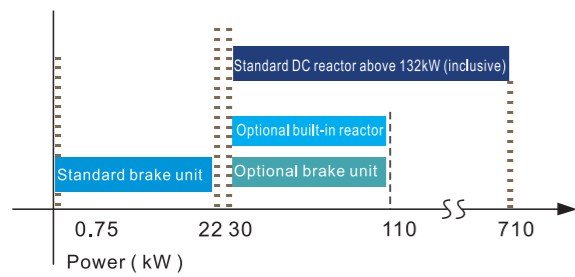 Standard DC reactor above 132kW (inclusive)
Optional built-in reactor
Standard brake unit
Optional brake unit
0.75
22
30
110
710
Power ( kW )